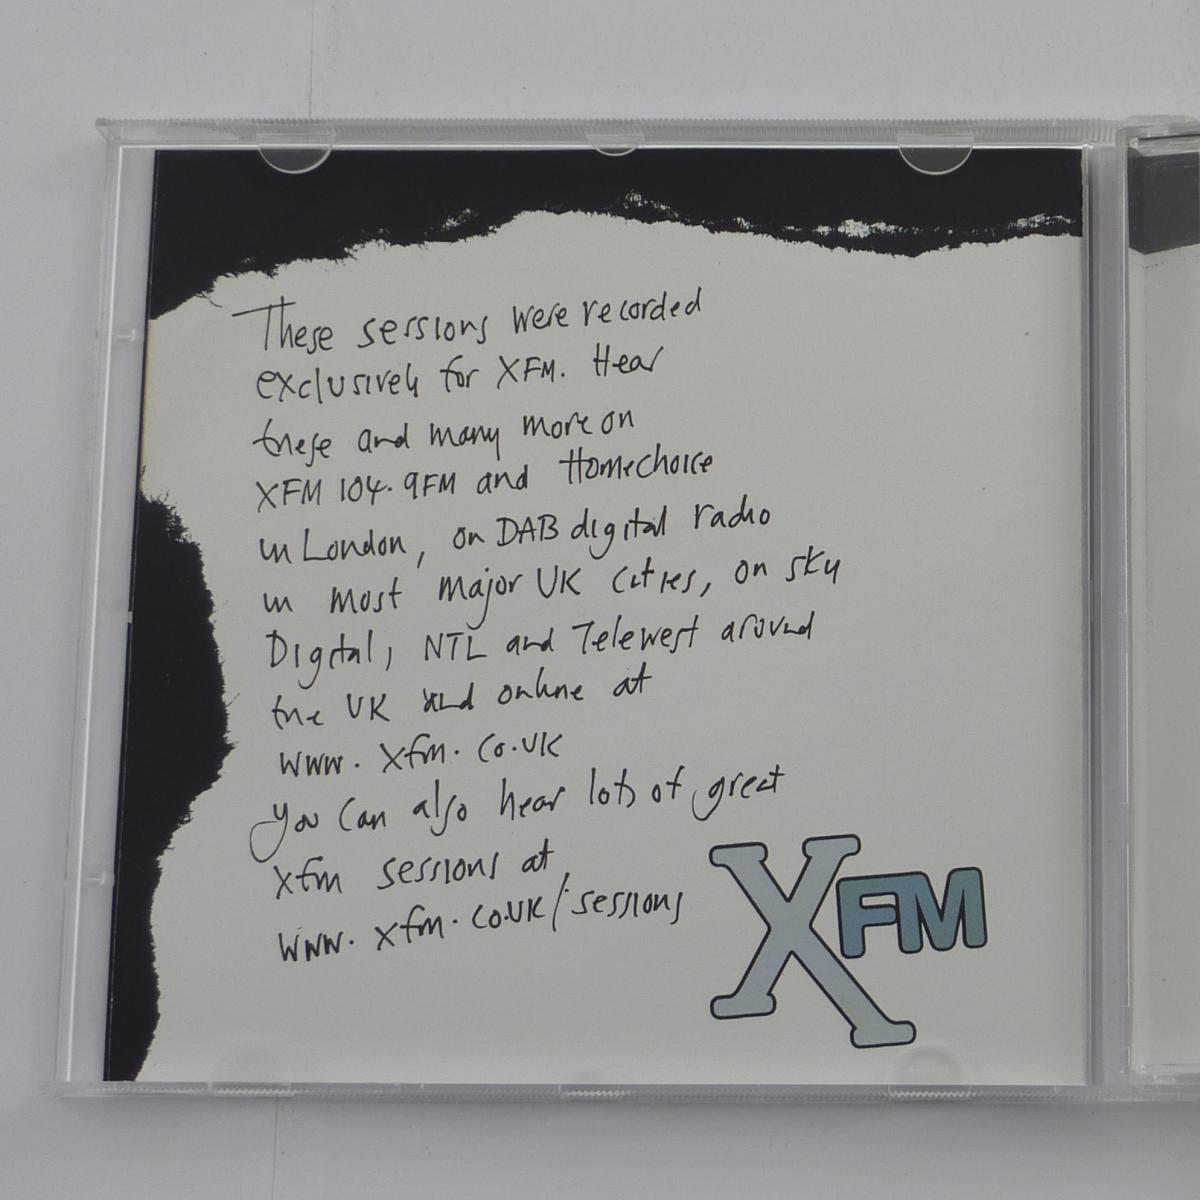 These sessions were recorded
exclusively for XFM. Hear
these and many more on
XFM 104.9FM and Homechoice
in London, on DAB digital radio
in most major UK Cities, on sky
Digital, NTL and Telewest around
the UK and online at
www.xfm.co.uk
you can also hear lots of great
xfm sessions at
www.xfm.co.uk/sessions
XFM